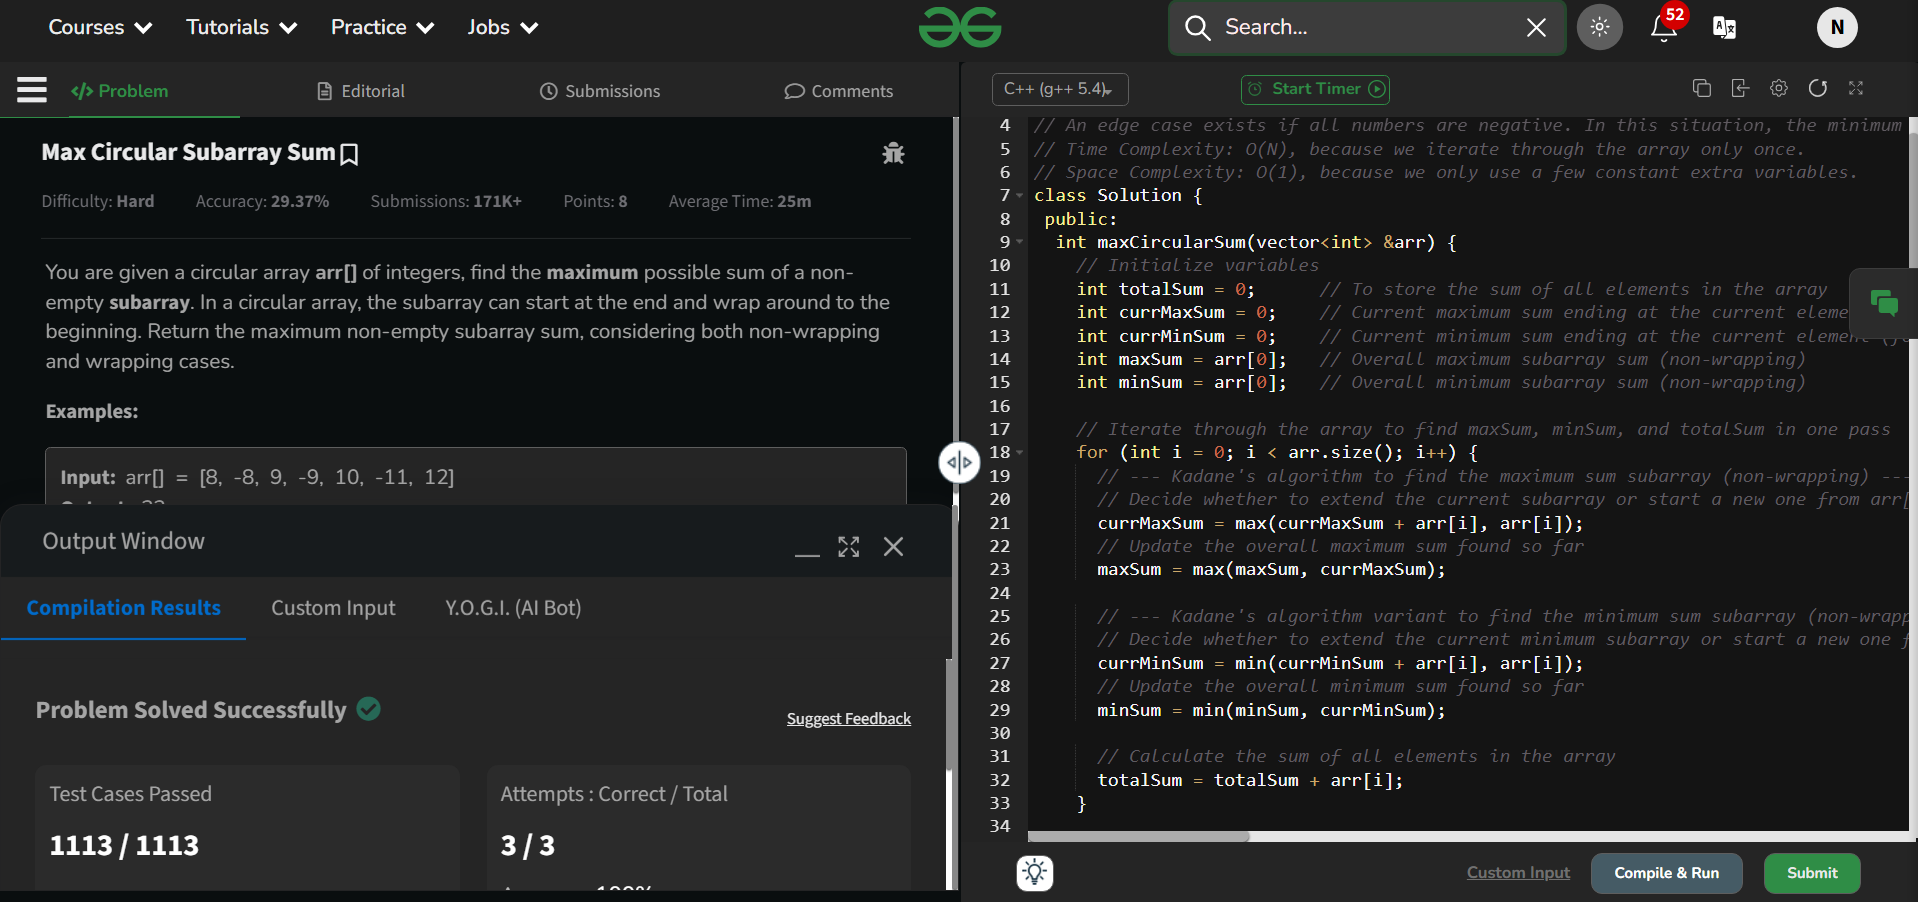 Courses Tutorials Practice Jobs Search... 52 N
Problem Editorial Submissions Comments
Max Circular Subarray Sum
Difficulty: Hard Accuracy: 29.37% Submissions: 171K+ Points: 8 Average Time: 25m
You are given a circular array arr[] of integers, find the maximum possible sum of a non-
empty subarray. In a circular array, the subarray can start at the end and wrap around to the
beginning. Return the maximum non-empty subarray sum, considering both non-wrapping
and wrapping cases.
Examples:
Input: arr[] = [8, -8, 9, -9, 10, -11, 12]
Output Window
Compilation Results Custom Input Y.O.G.I. (AI Bot)
Problem Solved Successfully
Suggest Feedback
Test Cases Passed Attempts : Correct / Total
1113 / 1113 3 / 3
C++ (g++ 5.4) Start Timer
4 // An edge case exists if all numbers are negative. In this situation, the minimum
5 // Time Complexity: O(N), because we iterate through the array only once.
6 // Space Complexity: O(1), because we only use a few constant extra variables.
7 class Solution {
8 public:
9 int maxCircularSum(vector<int> &arr) {
10 // Initialize variables
11 int totalSum = 0; // To store the sum of all elements in the array
12 int currMaxSum = 0; // Current maximum sum ending at the current eleme
13 int currMinSum = 0; // Current minimum sum ending at the current element
14 int maxSum = arr[0]; // Overall maximum subarray sum (non-wrapping)
15 int minSum = arr[0]; // Overall minimum subarray sum (non-wrapping)
16
17 // Iterate through the array to find maxSum, minSum, and totalSum in one pass
18 for (int i = 0; i < arr.size(); i++) {
19 // --- Kadane's algorithm to find the maximum sum subarray (non-wrapping) ---
20 // Decide whether to extend the current subarray or start a new one from arr[
21 currMaxSum = max(currMaxSum + arr[i], arr[i]);
22 // Update the overall maximum sum found so far
23 maxSum = max(maxSum, currMaxSum);
24
25 // --- Kadane's algorithm variant to find the minimum sum subarray (non-wrapp
26 // Decide whether to extend the current minimum subarray or start a new one f
27 currMinSum = min(currMinSum + arr[i], arr[i]);
28 // Update the overall minimum sum found so far
29 minSum = min(minSum, currMinSum);
30
31 // Calculate the sum of all elements in the array
32 totalSum = totalSum + arr[i];
33 }
34
Custom Input Compile & Run Submit